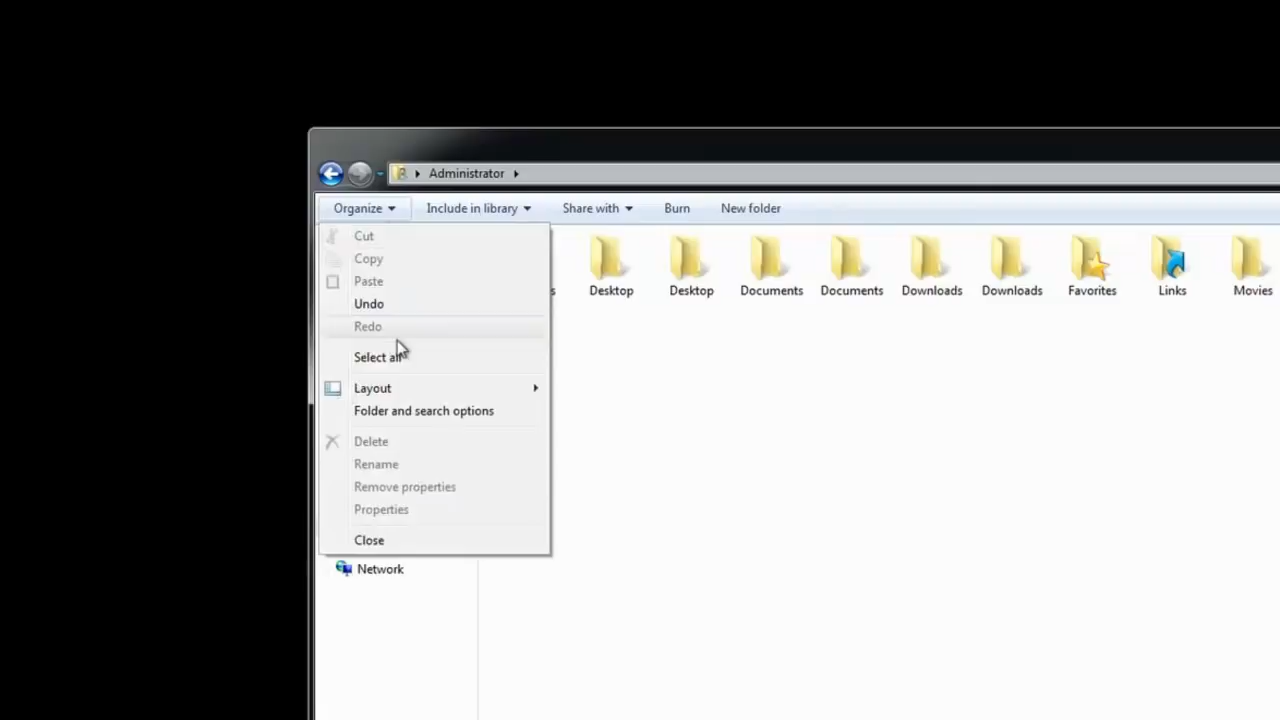 Administrator
Organize Include in library Share with Burn New folder
Cut
Copy
Paste
Undo
Redo
Select all
Layout
Folder and search options
Delete
Rename
Remove properties
Properties
Close
Network
Desktop Desktop Documents Documents Downloads Downloads Favorites Links Movies